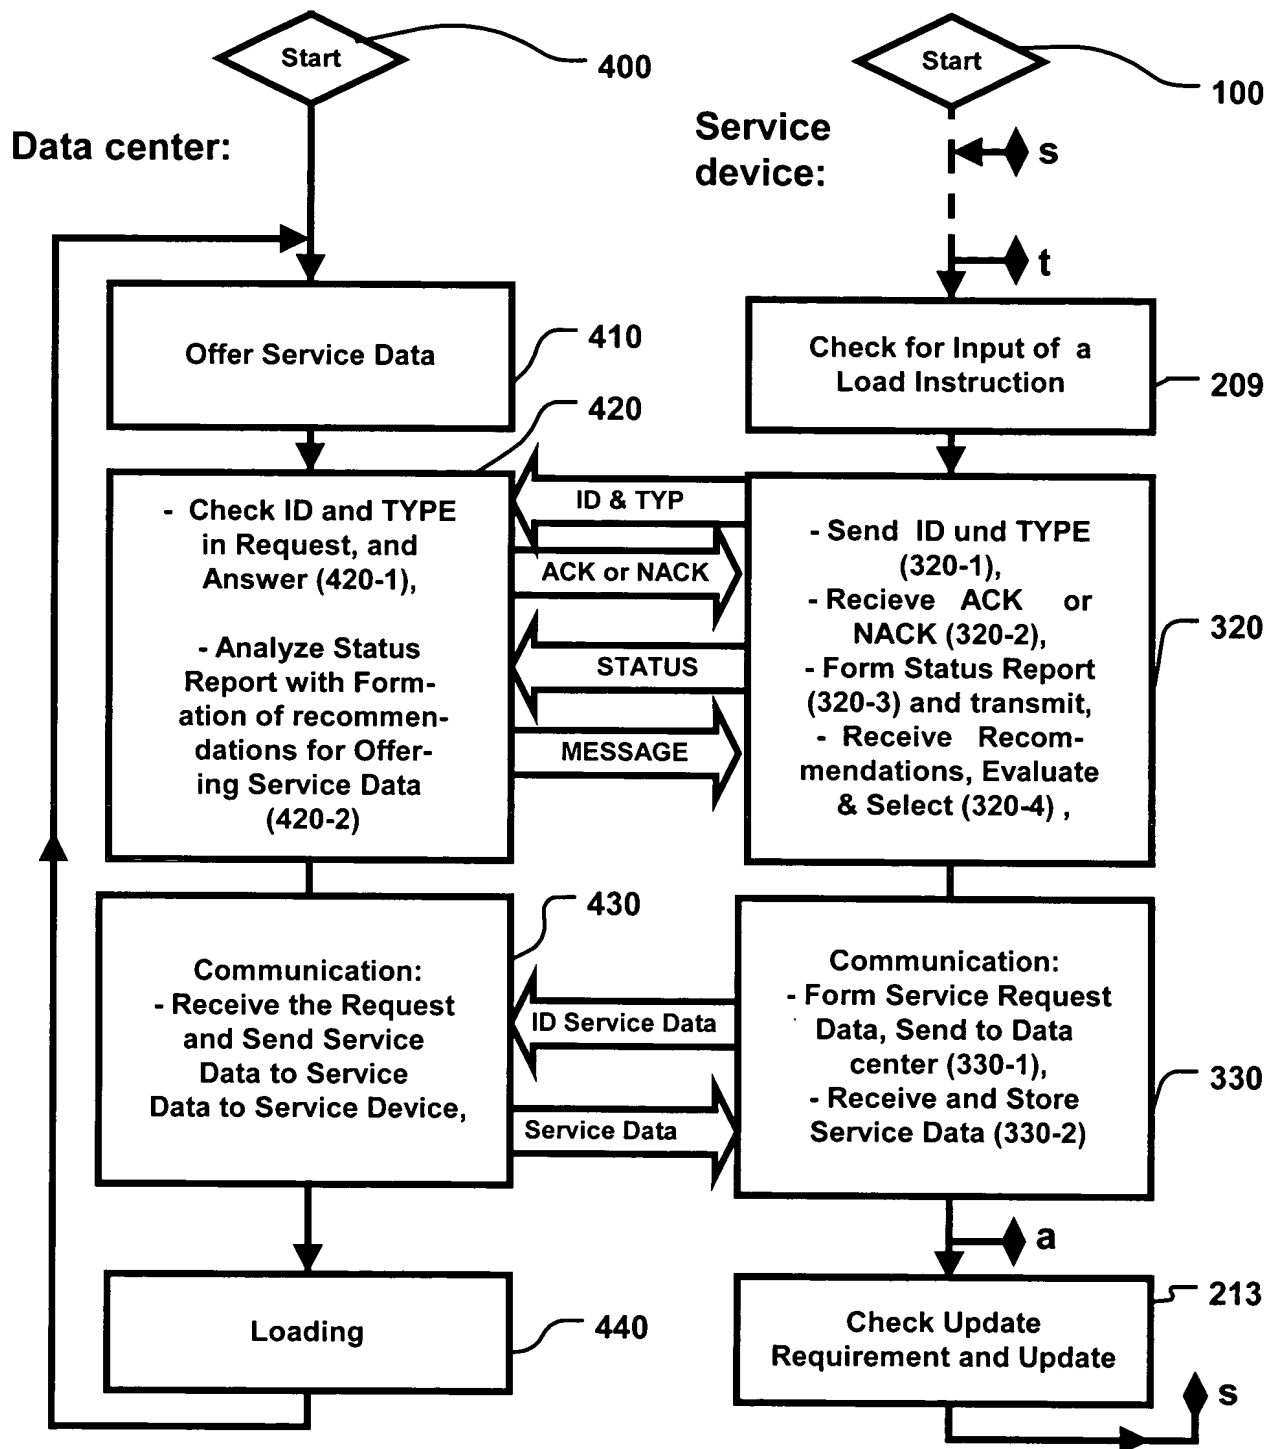 Start
400
Data center:
Offer Service Data
410
420
- Check ID and TYPE
in Request, and
Answer (420-1),
- Analyze Status
Report with Form-
ation of recommen-
dations for Offer-
ing Service Data
(420-2)
430
Communication:
- Receive the Request
and Send Service
Data to Service
Data to Service Device,
Loading
440
ID & TYP
ACK or NACK
STATUS
MESSAGE
ID Service Data
Service Data
Start
100
Service
device:
s
t
Check for Input of a
Load Instruction
209
- Send ID und TYPE
(320-1),
- Recieve ACK or
NACK (320-2),
- Form Status Report
(320-3) and transmit,
- Receive Recom-
mendations, Evaluate
& Select (320-4) ,
320
Communication:
- Form Service Request
Data, Send to Data
center (330-1),
- Receive and Store
Service Data (330-2)
330
a
213
Check Update
Requirement and Update
s